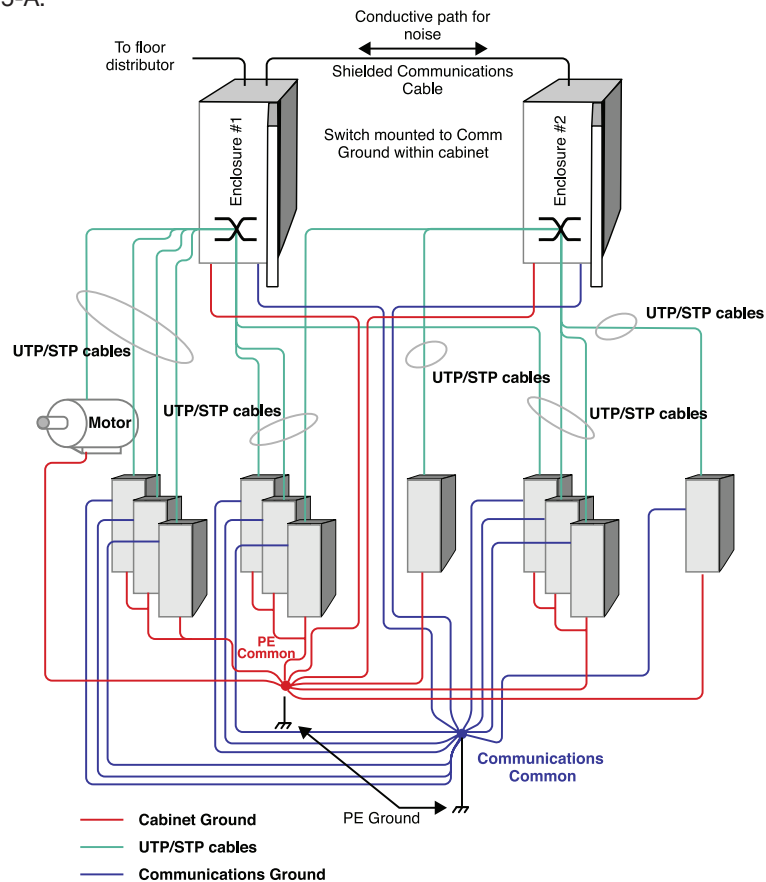 5-A.
Conductive path for
noise
To floor
distributor
Shielded Communications
Cable
Enclosure #1
Switch mounted to Comm
Ground within cabinet
Enclosure #2
UTP/STP cables
UTP/STP cables
UTP/STP cables
UTP/STP cables
UTP/STP cables
Motor
PE
Common
Communications
Common
PE Ground
Cabinet Ground
UTP/STP cables
Communications Ground